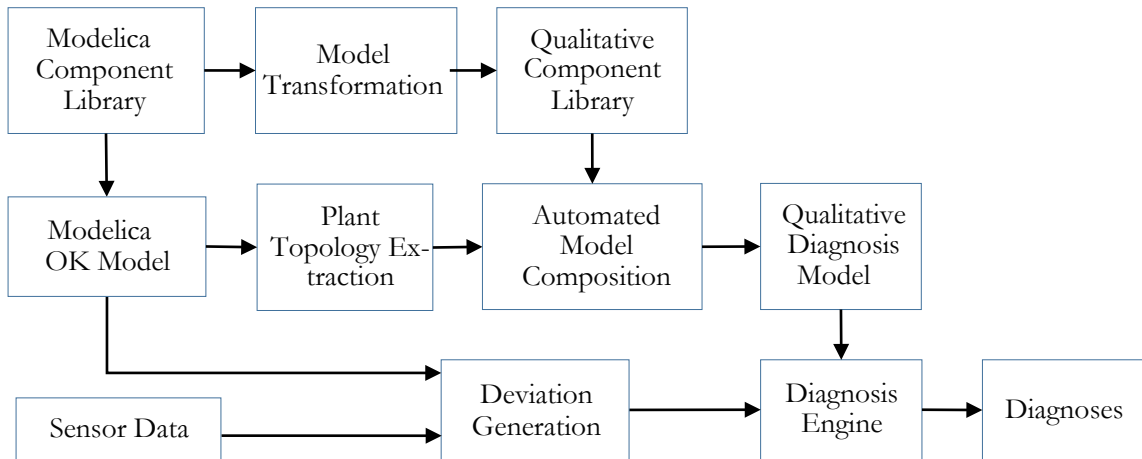 Modelica
Component
Library
Model
Transformation
Qualitative
Component
Library
Modelica
OK Model
Plant
Topology Ex-
traction
Automated
Model
Composition
Qualitative
Diagnosis
Model
Sensor Data
Deviation
Generation
Diagnosis
Engine
Diagnoses